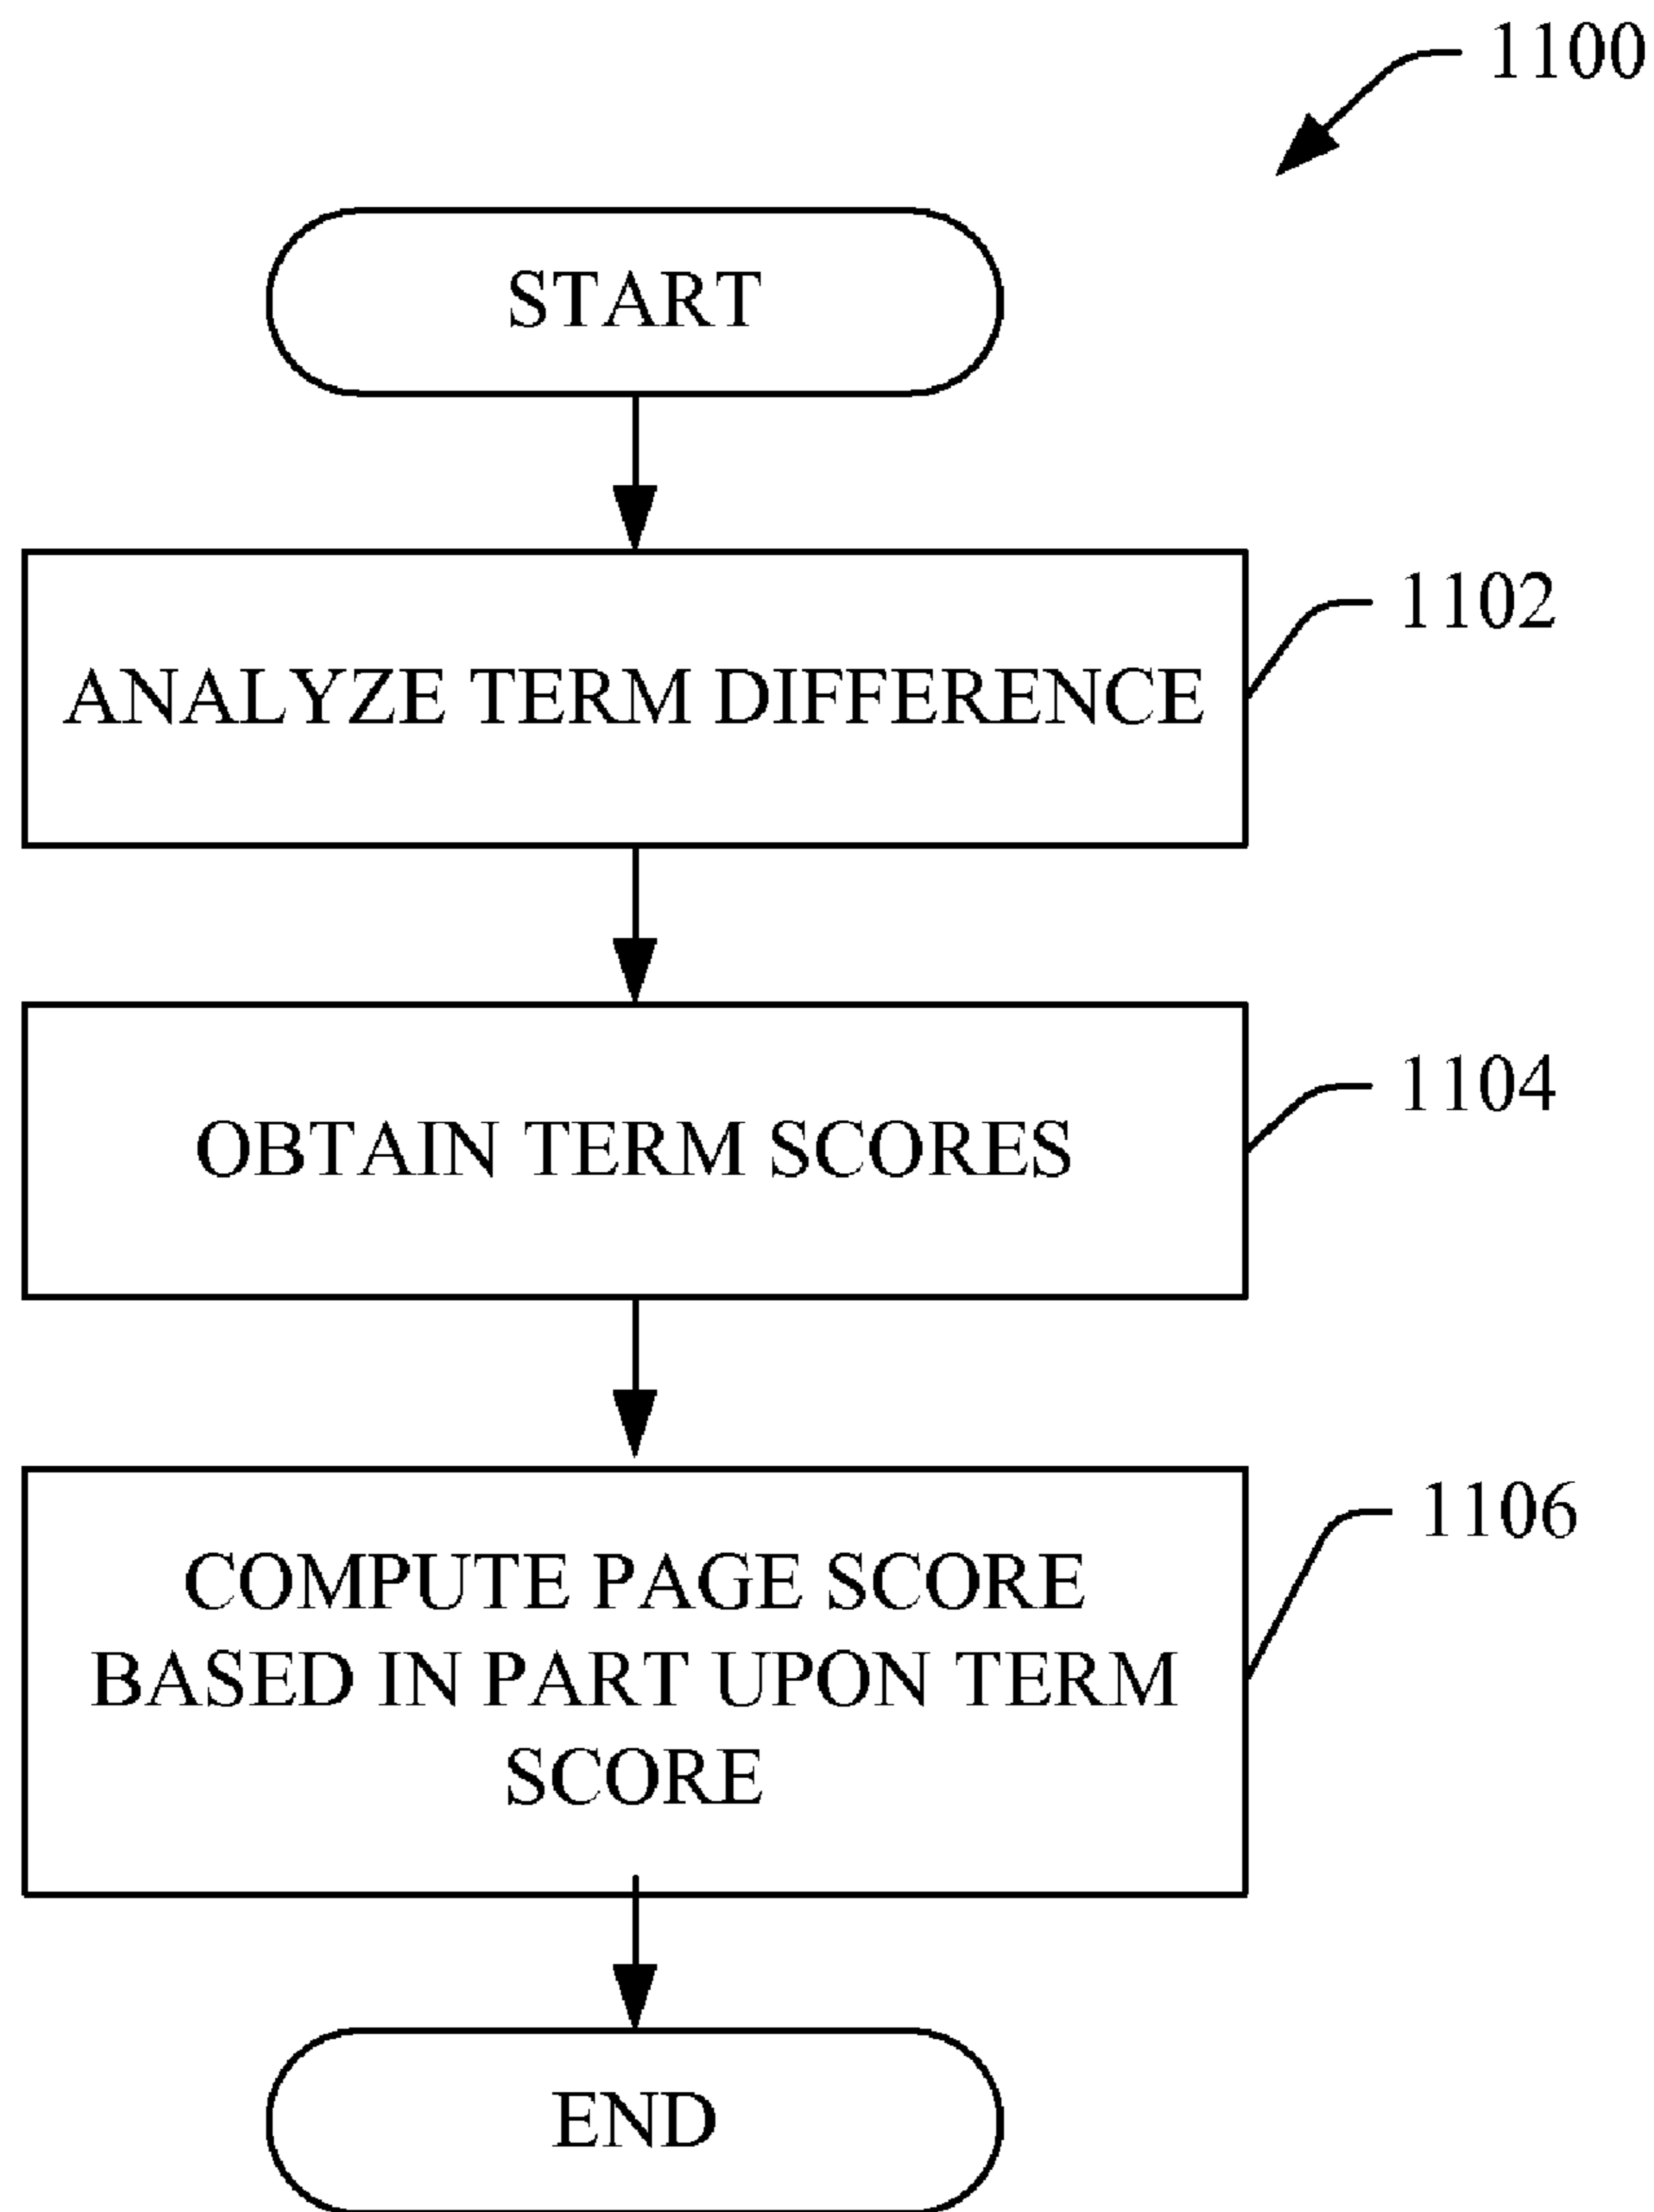 1100
START
1102
ANALYZE TERM DIFFERENCE
1104
OBTAIN TERM SCORES
1106
COMPUTE PAGE SCORE
BASED IN PART UPON TERM
SCORE
END